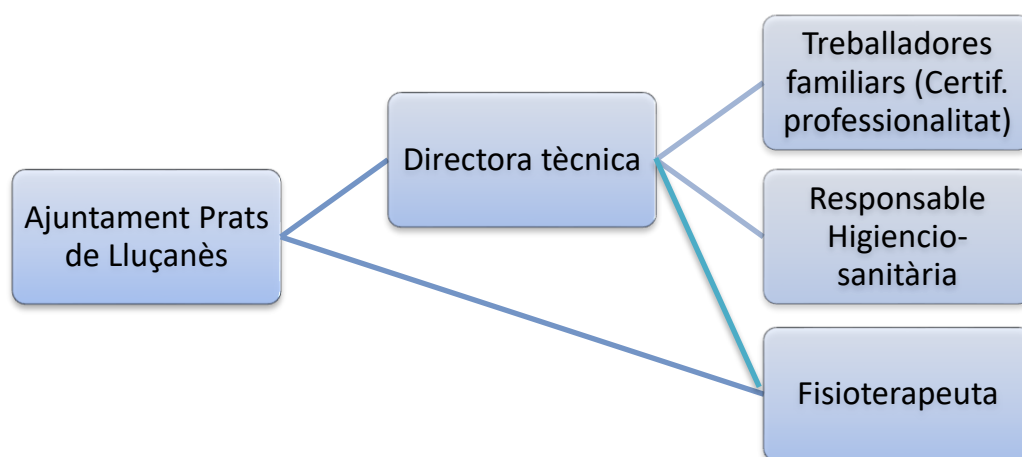 Treballadores
familiars (Certif.
professionalitat)
Directora tècnica
Ajuntament Prats
de Lluçanès
Responsable
Higiencio-
sanitària
Fisioterapeuta